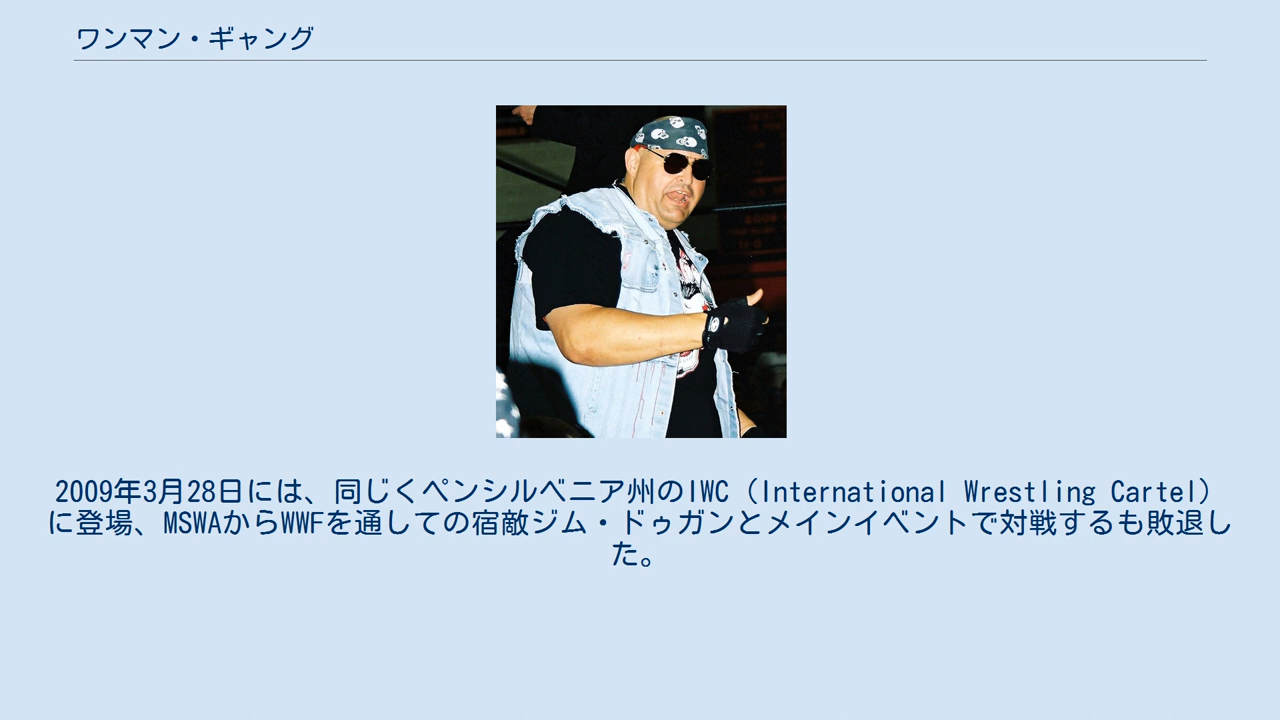 ワンマン・ギャング
2009年3月28日には、同じくペンシルベニア州のIWC（International Wrestling Cartel）
に登場、MSWAからWWFを通しての宿敵ジム・ドゥガンとメインイベントで対戦するも敗退し
た。